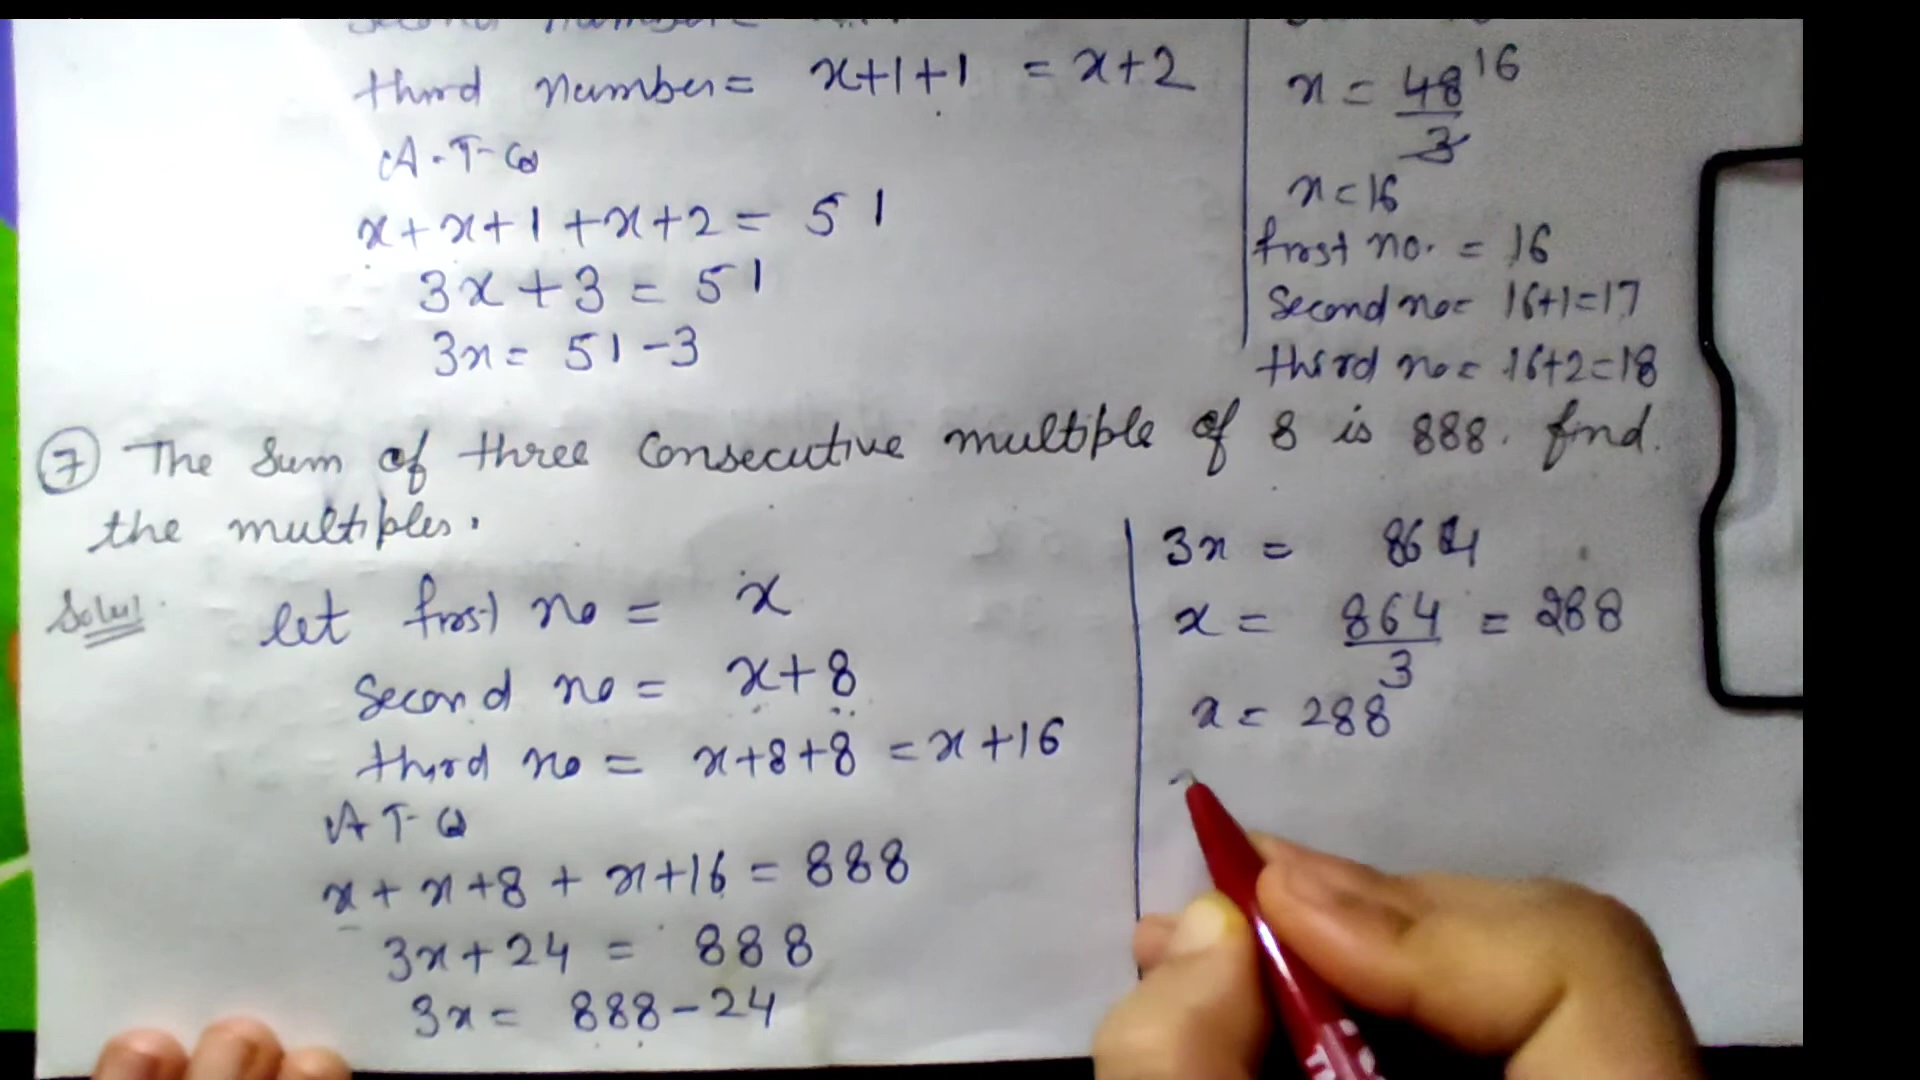 third number = x+1+1 = x+2
A.T-Q
x+x+1+x+2 = 51
3x+3 = 51
3x = 51-3
x = 48/3 16
x = 16
first no. = 16
Second no = 16+1=17
third no = 16+2=18
7 The Sum of three Consecutive multiple of 8 is 888. find.
the multiples.
Solu!
let first no = x
Second no = x+8
third no = x+8+8 = x+16
A T-Q
x+x+8+x+16 = 888
3x+24 = 888
3x = 888-24
3x = 864
x = 864/3 = 288
x = 288